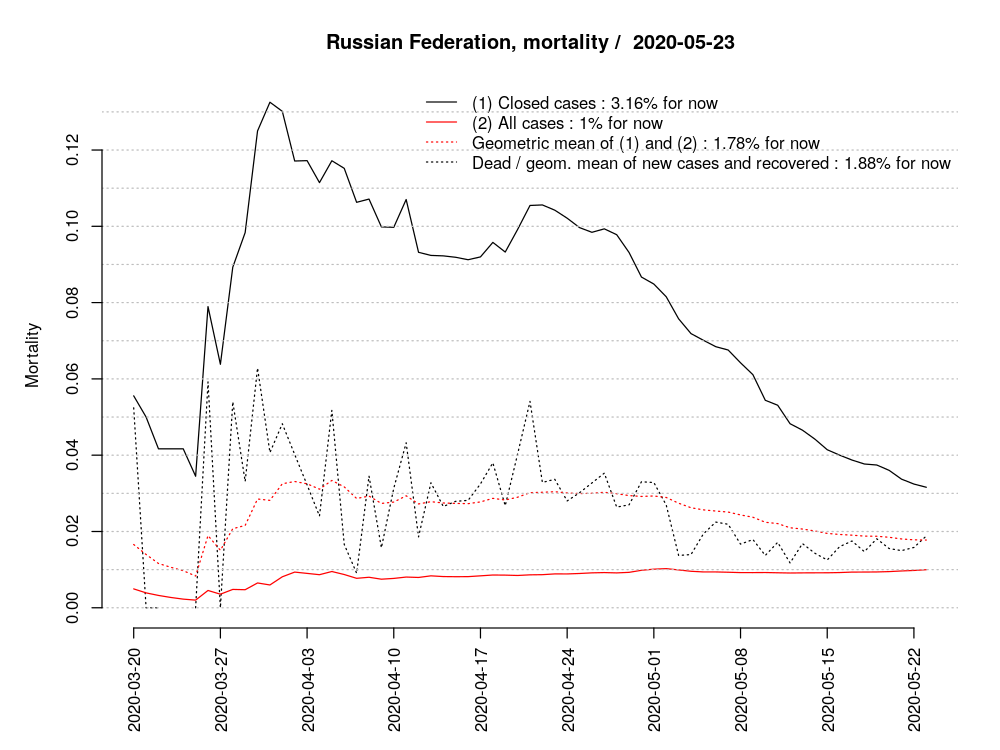 Russian Federation, mortality /  2020-05-23
(1) Closed cases : 3.16% for now
(2) All cases : 1% for now
Geometric mean of (1) and (2) : 1.78% for now
Dead / geom. mean of new cases and recovered : 1.88% for now
Mortality
0.12
0.10
0.08
0.06
0.04
0.02
0.00
2020-03-20
2020-03-27
2020-04-03
2020-04-10
2020-04-17
2020-04-24
2020-05-01
2020-05-08
2020-05-15
2020-05-22